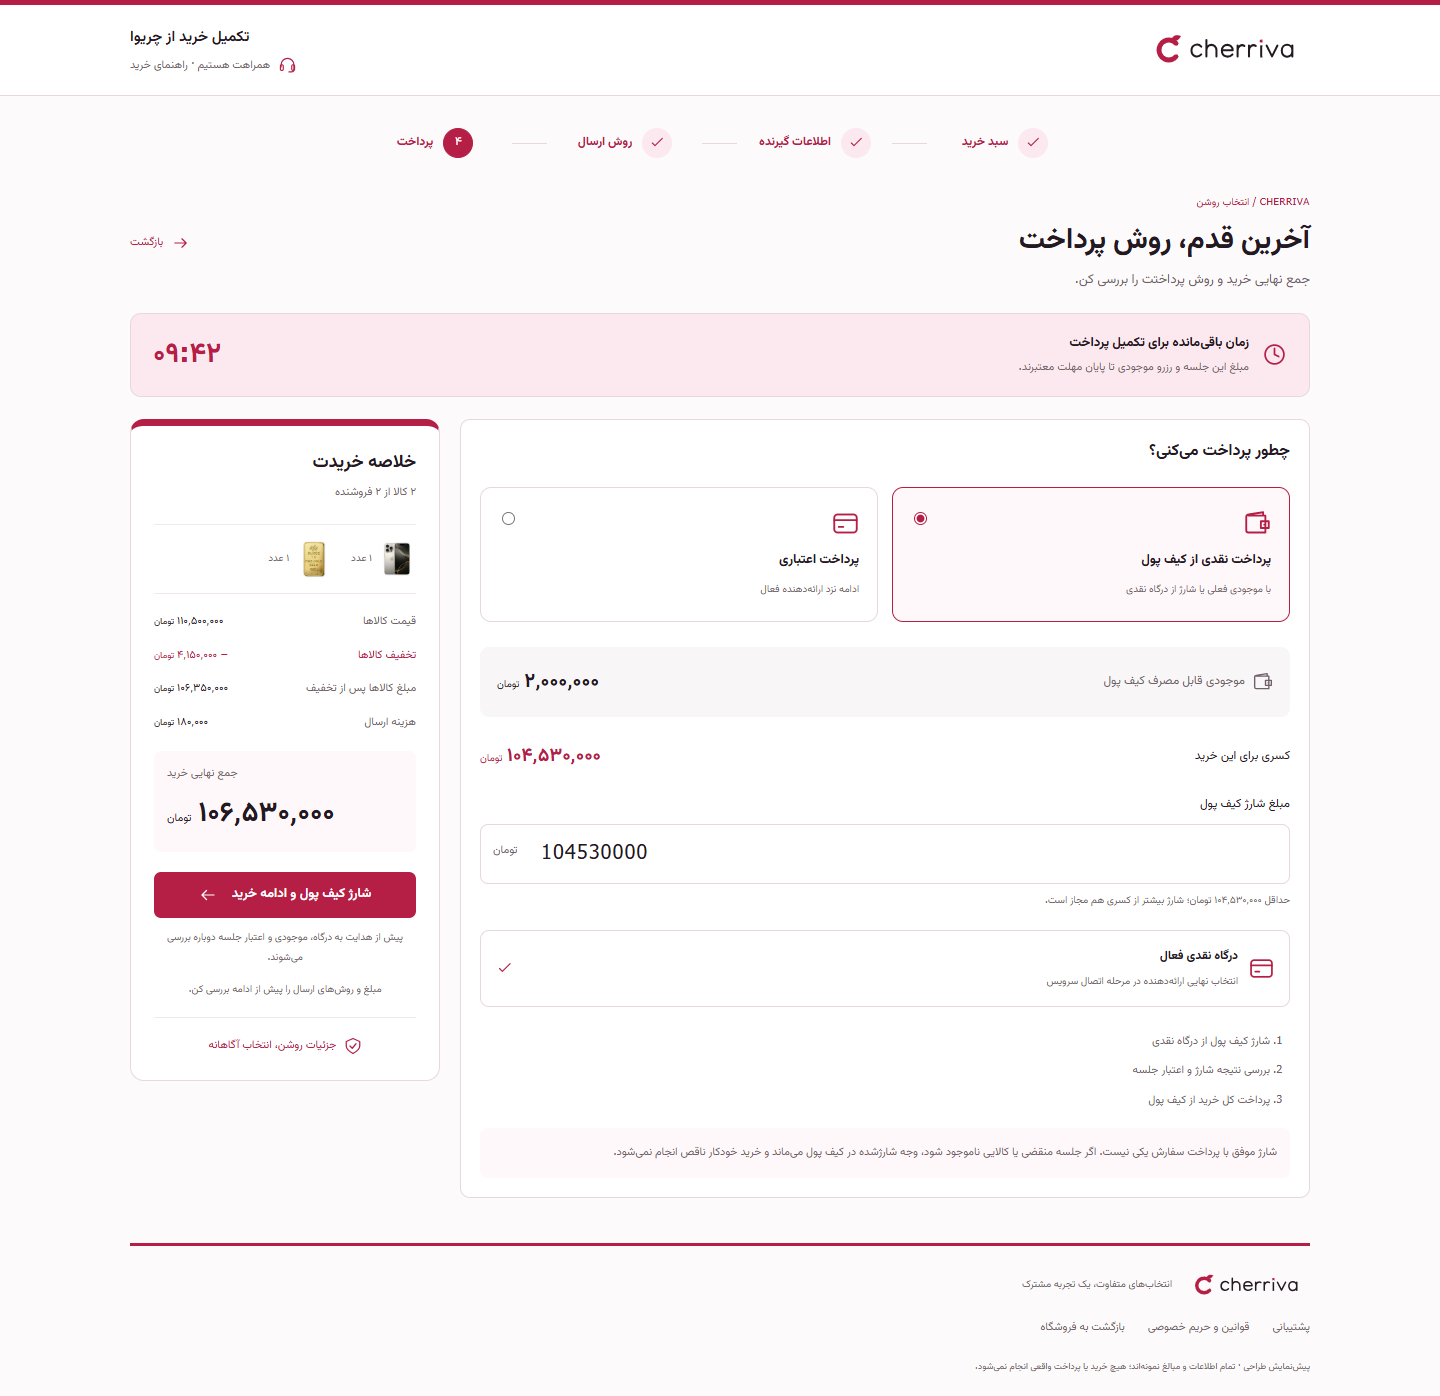 cherriva
تکمیل خرید از چریوا
همراهت هستیم · راهنمای خرید
سبد خرید
اطلاعات گیرنده
روش ارسال
۴ پرداخت
CHERRIVA / انتخاب روشن
آخرین قدم، روش پرداخت
بازگشت
جمع نهایی خرید و روش پرداختت را بررسی کن.
زمان باقی‌مانده برای تکمیل پرداخت
مبلغ این جلسه و رزرو موجودی تا پایان مهلت معتبرند.
۰۹:۴۲
چطور پرداخت می‌کنی؟
پرداخت نقدی از کیف پول
با موجودی فعلی یا شارژ از درگاه نقدی
پرداخت اعتباری
ادامه نزد ارائه‌دهنده فعال
موجودی قابل مصرف کیف پول
۲,۰۰۰,۰۰۰ تومان
کسری برای این خرید
۱۰۴,۵۳۰,۰۰۰ تومان
مبلغ شارژ کیف پول
104530000 تومان
حداقل ۱۰۴,۵۳۰,۰۰۰ تومان؛ شارژ بیشتر از کسری هم مجاز است.
درگاه نقدی فعال
انتخاب نهایی ارائه‌دهنده در مرحله اتصال سرویس
1. شارژ کیف پول از درگاه نقدی
2. بررسی نتیجه شارژ و اعتبار جلسه
3. پرداخت کل خرید از کیف پول
شارژ موفق با پرداخت سفارش یکی نیست. اگر جلسه منقضی یا کالایی ناموجود شود، وجه شارژشده در کیف پول می‌ماند و خرید خودکار ناقص انجام نمی‌شود.
خلاصه خریدت
۲ کالا از ۲ فروشنده
۱ عدد
۱ عدد
قیمت کالاها
۱۱۰,۵۰۰,۰۰۰ تومان
تخفیف کالاها
− ۴,۱۵۰,۰۰۰ تومان
مبلغ کالاها پس از تخفیف
۱۰۶,۳۵۰,۰۰۰ تومان
هزینه ارسال
۱۸۰,۰۰۰ تومان
جمع نهایی خرید
۱۰۶,۵۳۰,۰۰۰ تومان
شارژ کیف پول و ادامه خرید
پیش از هدایت به درگاه، موجودی و اعتبار جلسه دوباره بررسی
می‌شوند.
مبلغ و روش‌های ارسال را پیش از ادامه بررسی کن.
جزئیات روشن، انتخاب آگاهانه
cherriva
انتخاب‌های متفاوت، یک تجربه مشترک
پشتیبانی
قوانین و حریم خصوصی
بازگشت به فروشگاه
پیش‌نمایش طراحی · تمام اطلاعات و مبالغ نمونه‌اند؛ هیچ خرید یا پرداخت واقعی انجام نمی‌شود.